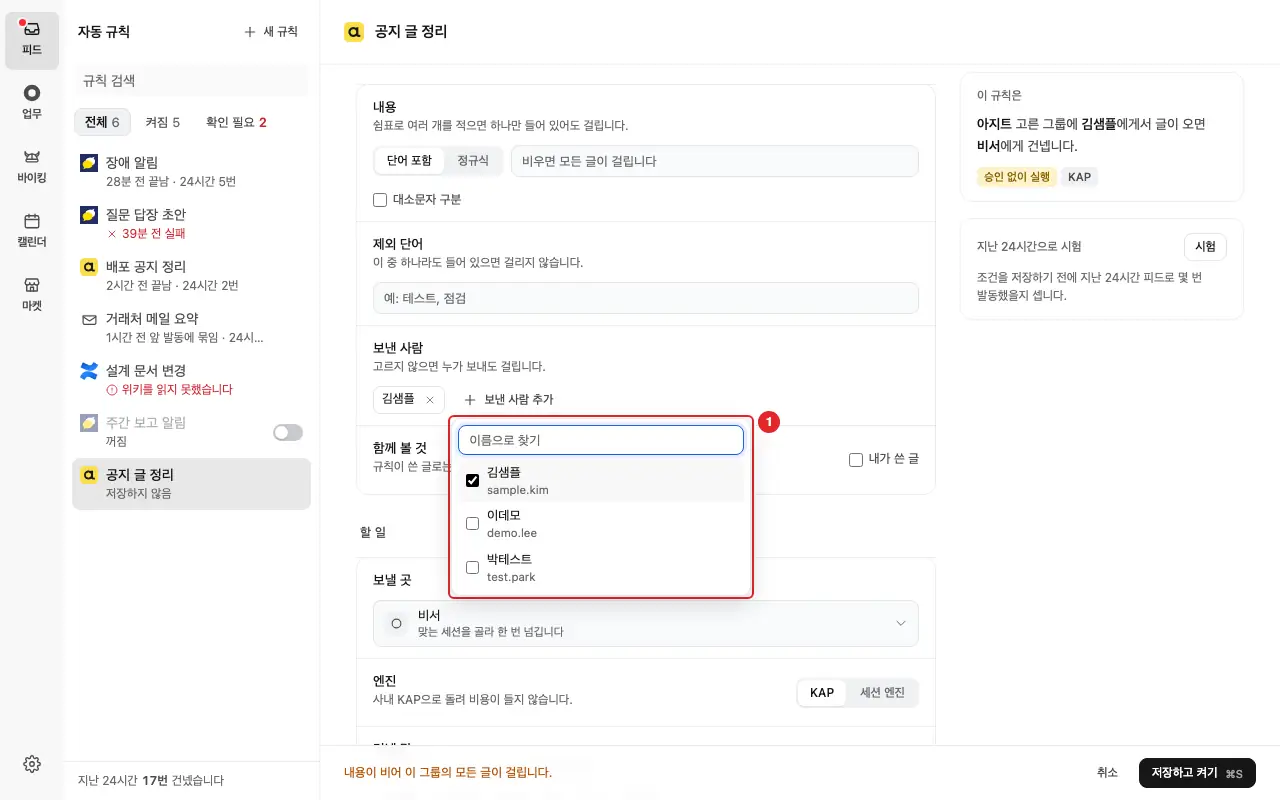 피드
업무
바이킹
캘린더
마켓
자동 규칙
새 규칙
규칙 검색
전체 6
켜짐 5
확인 필요 2
장애 알림
28분 전 끝남 · 24시간 5번
질문 답장 초안
39분 전 실패
배포 공지 정리
2시간 전 끝남 · 24시간 2번
거래처 메일 요약
1시간 전 앞 발동에 묶임 · 24시…
설계 문서 변경
위키를 읽지 못했습니다
주간 보고 알림
꺼짐
공지 글 정리
저장하지 않음
지난 24시간 17번 건넸습니다
공지 글 정리
내용
쉼표로 여러 개를 적으면 하나만 들어 있어도 걸립니다.
단어 포함
정규식
비우면 모든 글이 걸립니다
대소문자 구분
제외 단어
이 중 하나라도 들어 있으면 걸리지 않습니다.
예: 테스트, 점검
보낸 사람
고르지 않으면 누가 보내도 걸립니다.
김샘플
보낸 사람 추가
1
함께 볼 것
규칙이 쓴 글로는
내가 쓴 글
이름으로 찾기
김샘플
sample.kim
이데모
demo.lee
박테스트
test.park
할 일
보낼 곳
비서
맞는 세션을 골라 한 번 넘깁니다
엔진
사내 KAP으로 돌려 비용이 들지 않습니다.
KAP
세션 엔진
내용이 비어 이 그룹의 모든 글이 걸립니다.
취소
저장하고 켜기 ⌘S
이 규칙은
아지트 고른 그룹에 김샘플에게서 글이 오면
비서에게 건넵니다.
승인 없이 실행
KAP
지난 24시간으로 시험
시험
조건을 저장하기 전에 지난 24시간 피드로 몇 번
발동했을지 셉니다.